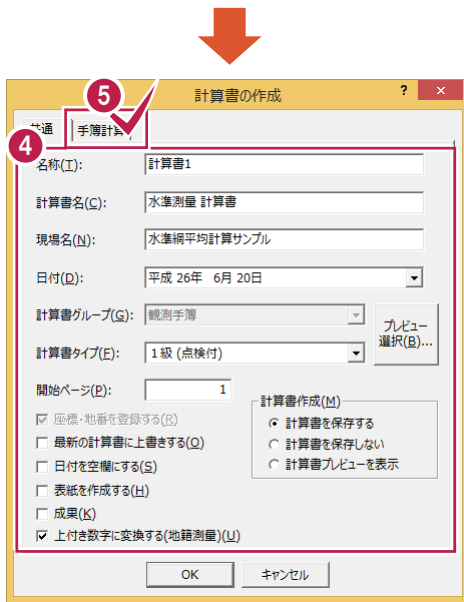 計算書の作成
? ×
5
共通 手簿計算
4
名称(T): 計算書1
計算書名(C): 水準測量 計算書
現場名(N): 水準網平均計算サンプル
日付(D): 平成 26年 6月 20日
計算書グループ(G): 観測手簿
計算書タイプ(E): 1級 (点検付)
プレビュー
選択(B)...
開始ページ(P): 1
計算書作成(M)
座標・地番を登録する(R)
計算書を保存する
最新の計算書に上書きする(O)
計算書を保存しない
日付を空欄にする(S)
計算書プレビューを表示
表紙を作成する(H)
成果(K)
上付き数字に変換する(地籍測量)(U)
OK キャンセル